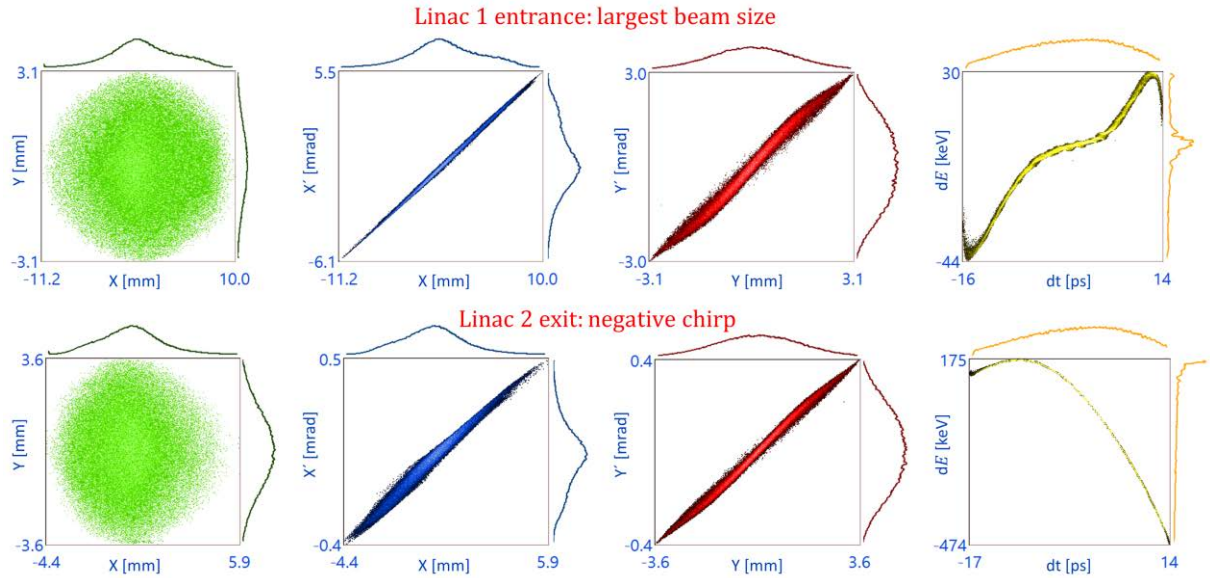 Linac 1 entrance: largest beam size
3.1
Y [mm]
-3.1
-11.2
X [mm]
10.0
5.5
X´ [mrad]
-6.1
-11.2
X [mm]
10.0
3.0
Y´ [mrad]
-3.0
-3.1
Y [mm]
3.1
30
dE [keV]
-44
-16
dt [ps]
14
Linac 2 exit: negative chirp
3.6
Y [mm]
-3.6
-4.4
X [mm]
5.9
0.5
X´ [mrad]
-0.4
-4.4
X [mm]
5.9
0.4
Y´ [mrad]
-0.4
-3.6
Y [mm]
3.6
175
dE [keV]
-474
-17
dt [ps]
14